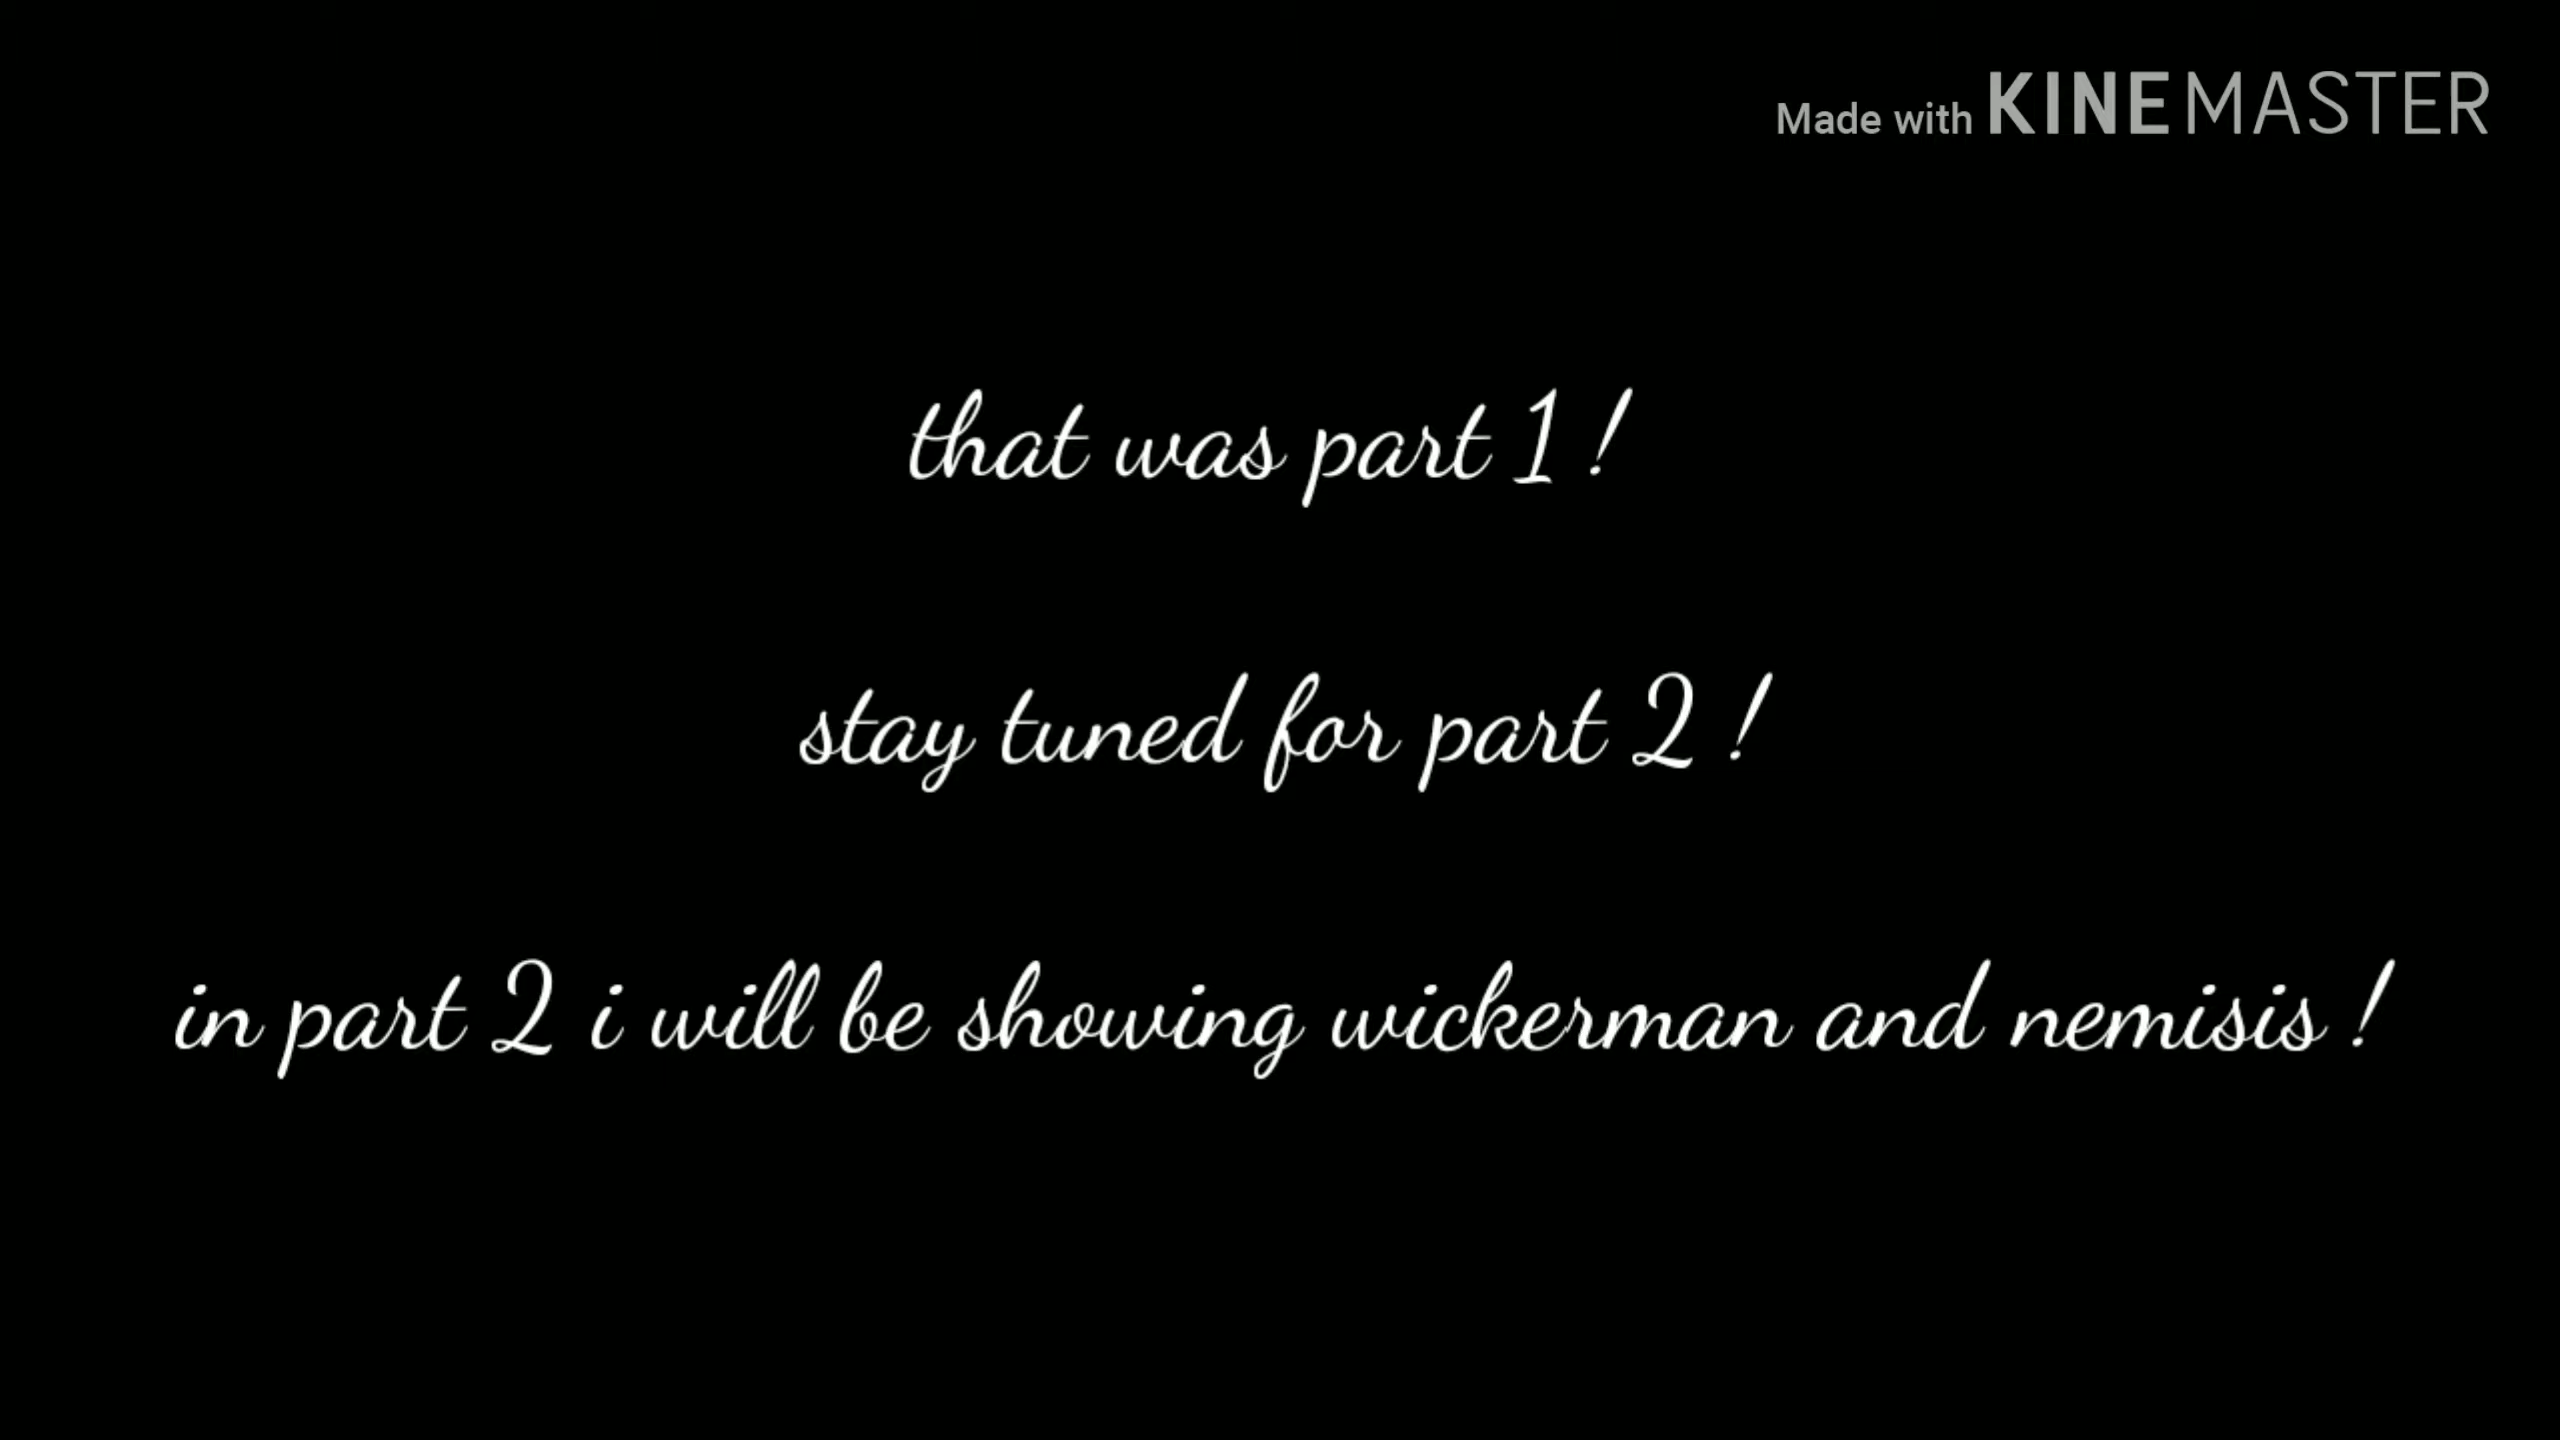 Made with KINEMASTER
that was part 1 !
stay tuned for part 2 !
in part 2 i will be showing wickerman and nemisis !